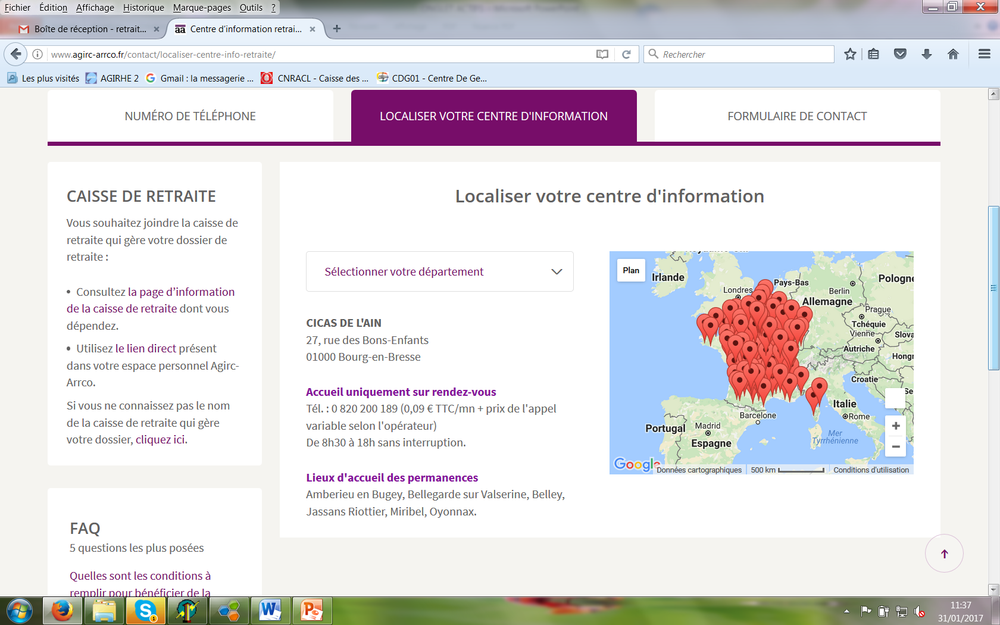 Fichier Édition Affichage Historique Marque-pages Outils ?
Boîte de réception - retrait...
Centre d'information retrai...
www.agirc-arrco.fr/contact/localiser-centre-info-retraite/
Rechercher
Les plus visités AGIRHE 2 Gmail : la messagerie ... CNRACL - Caisse des ... CDG01 - Centre De Ge...
NUMÉRO DE TÉLÉPHONE
LOCALISER VOTRE CENTRE D'INFORMATION
FORMULAIRE DE CONTACT
CAISSE DE RETRAITE
Vous souhaitez joindre la caisse de
retraite qui gère votre dossier de
retraite :
• Consultez la page d'information
de la caisse de retraite dont vous
dépendez.
• Utilisez le lien direct présent
dans votre espace personnel Agirc-
Arrco.
Si vous ne connaissez pas le nom
de la caisse de retraite qui gère
votre dossier, cliquez ici.
FAQ
5 questions les plus posées
Quelles sont les conditions à
remplir pour bénéficier de la
Localiser votre centre d'information
Sélectionner votre département
CICAS DE L'AIN
27, rue des Bons-Enfants
01000 Bourg-en-Bresse
Accueil uniquement sur rendez-vous
Tél. : 0 820 200 189 (0,09 € TTC/mn + prix de l'appel
variable selon l'opérateur)
De 8h30 à 18h sans interruption.
Lieux d'accueil des permanences
Amberieu en Bugey, Bellegarde sur Valserine, Belley,
Jassans Riottier, Miribel, Oyonnax.
Plan
Irlande
Londres
Pays-Bas
Berlin
Pologne
Allemagne
Prague
Tchéquie
Vienne
Slova
Autriche
Hongr
Croatie
Se
Italie
Rome
Barcelone
Portugal
Madrid
Espagne
Mer
Tyrrhénienne
Google
Données cartographiques 500 km Conditions d'utilisation
11:37
31/01/2017